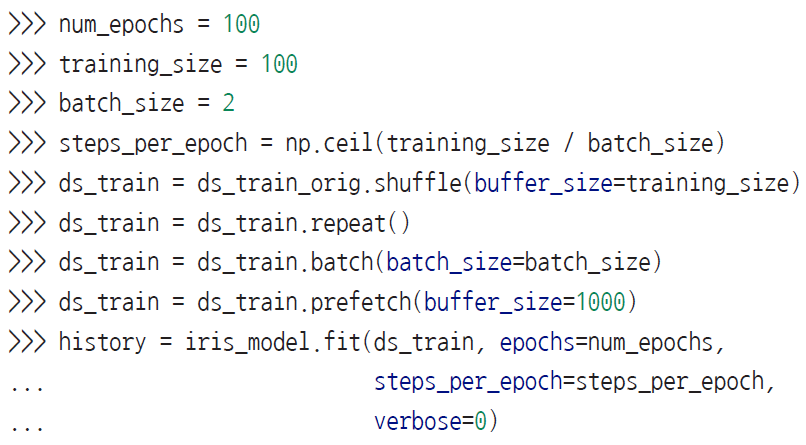 >>> num_epochs = 100
>>> training_size = 100
>>> batch_size = 2
>>> steps_per_epoch = np.ceil(training_size / batch_size)
>>> ds_train = ds_train_orig.shuffle(buffer_size=training_size)
>>> ds_train = ds_train.repeat()
>>> ds_train = ds_train.batch(batch_size=batch_size)
>>> ds_train = ds_train.prefetch(buffer_size=1000)
>>> history = iris_model.fit(ds_train, epochs=num_epochs,
...                          steps_per_epoch=steps_per_epoch,
...                          verbose=0)